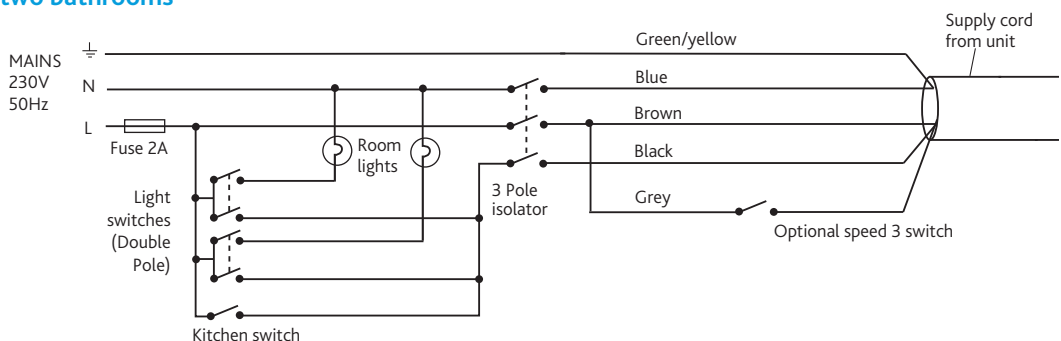 two Bathrooms
Supply cord
from unit
Green/yellow
MAINS
230V
50Hz
N
Blue
L
Brown
Fuse 2A
Room
lights
Black
3 Pole
isolator
Light
switches
(Double
Pole)
Grey
Optional speed 3 switch
Kitchen switch